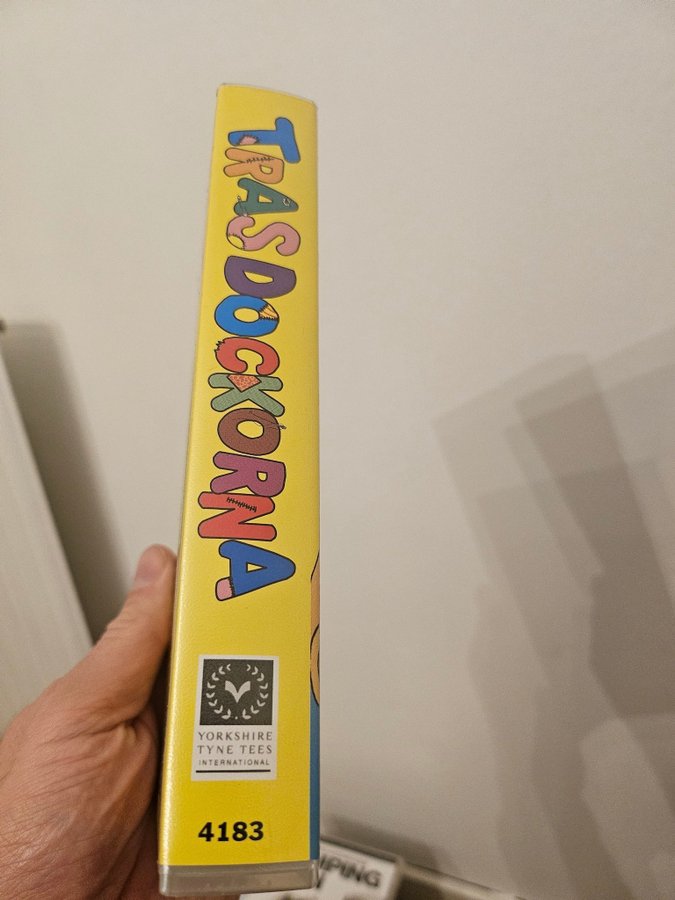 TRASDOCKORNA
YORKSHIRE
TYNE TEES
INTERNATIONAL
4183